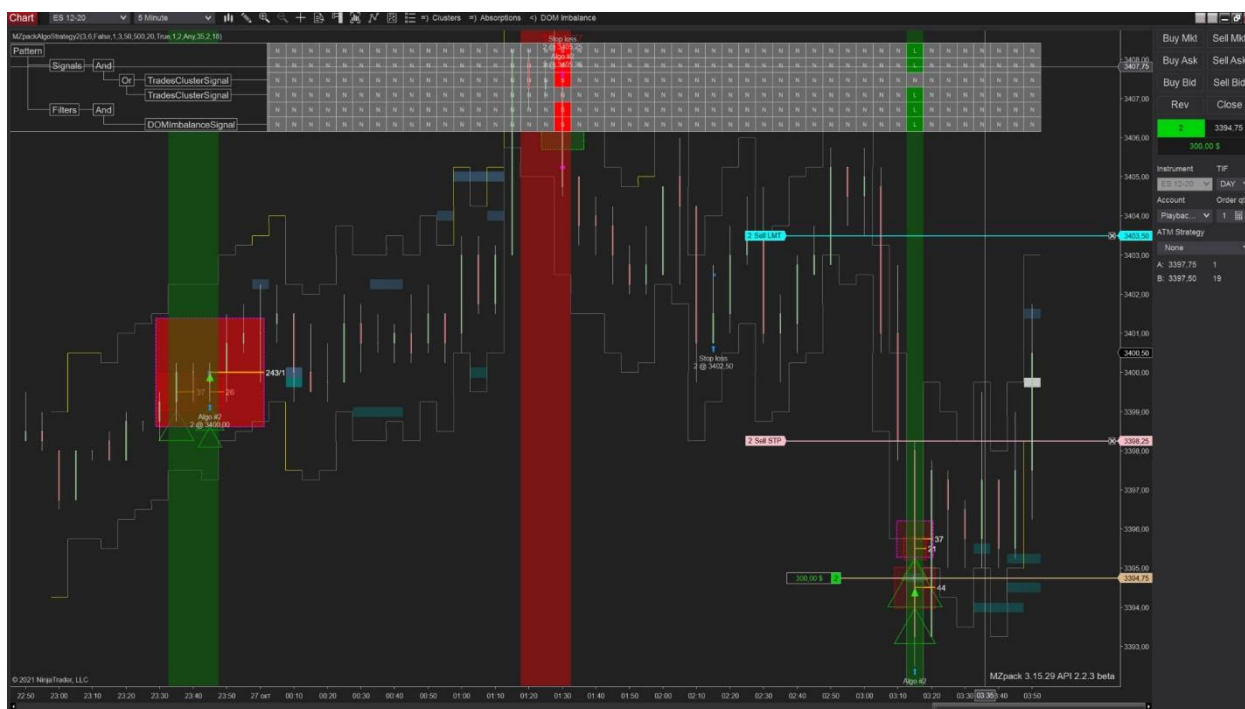 Chart ES 12-20 5 Minute =) Clusters =) Absorptions <) DOM Imbalance
MZpackAlgoStrategy2(3,6,False,1,3,50,500,20,True,1,2,Any,35,2,18)
Pattern
Signals And
Or TradesClusterSignal
TradesClusterSignal
Filters And
DOMImbalanceSignal
Stop loss
2 @ 3405,25
Buy Mkt Sell Mkt
Buy Ask Sell Ask
Buy Bid Sell Bid
Rev Close
2 3394,75
300,00 $
Instrument TIF
ES 12-20 DAY
Account Order qt
Playbac... 1
ATM Strategy
None
A: 3397,75 1
B: 3397,50 19
3408,00
3407,75
3407,00
3406,00
3405,00
3404,00
2 Sell LMT 3403,50
3403,00
3402,00
3401,00
3400,50
3400,00
3399,00
2 Sell STP 3398,25
3398,00
3397,00
3396,00
3395,00
300,00 $ 2 3394,75
3394,00
3393,00
243/1
37 26
Algo #2
2 @ 3400,00
Stop loss
2 @ 3402,50
37
21
44
Algo #2
© 2021 NinjaTrader, LLC
MZpack 3.15.29 API 2.2.3 beta
22:50 23:00 23:10 23:20 23:30 23:40 23:50 27 окт 00:10 00:20 00:30 00:40 00:50 01:00 01:10 01:20 01:30 01:40 01:50 02:00 02:10 02:20 02:30 02:40 02:50 03:00 03:10 03:20 03:30 03:35 3:40 03:50